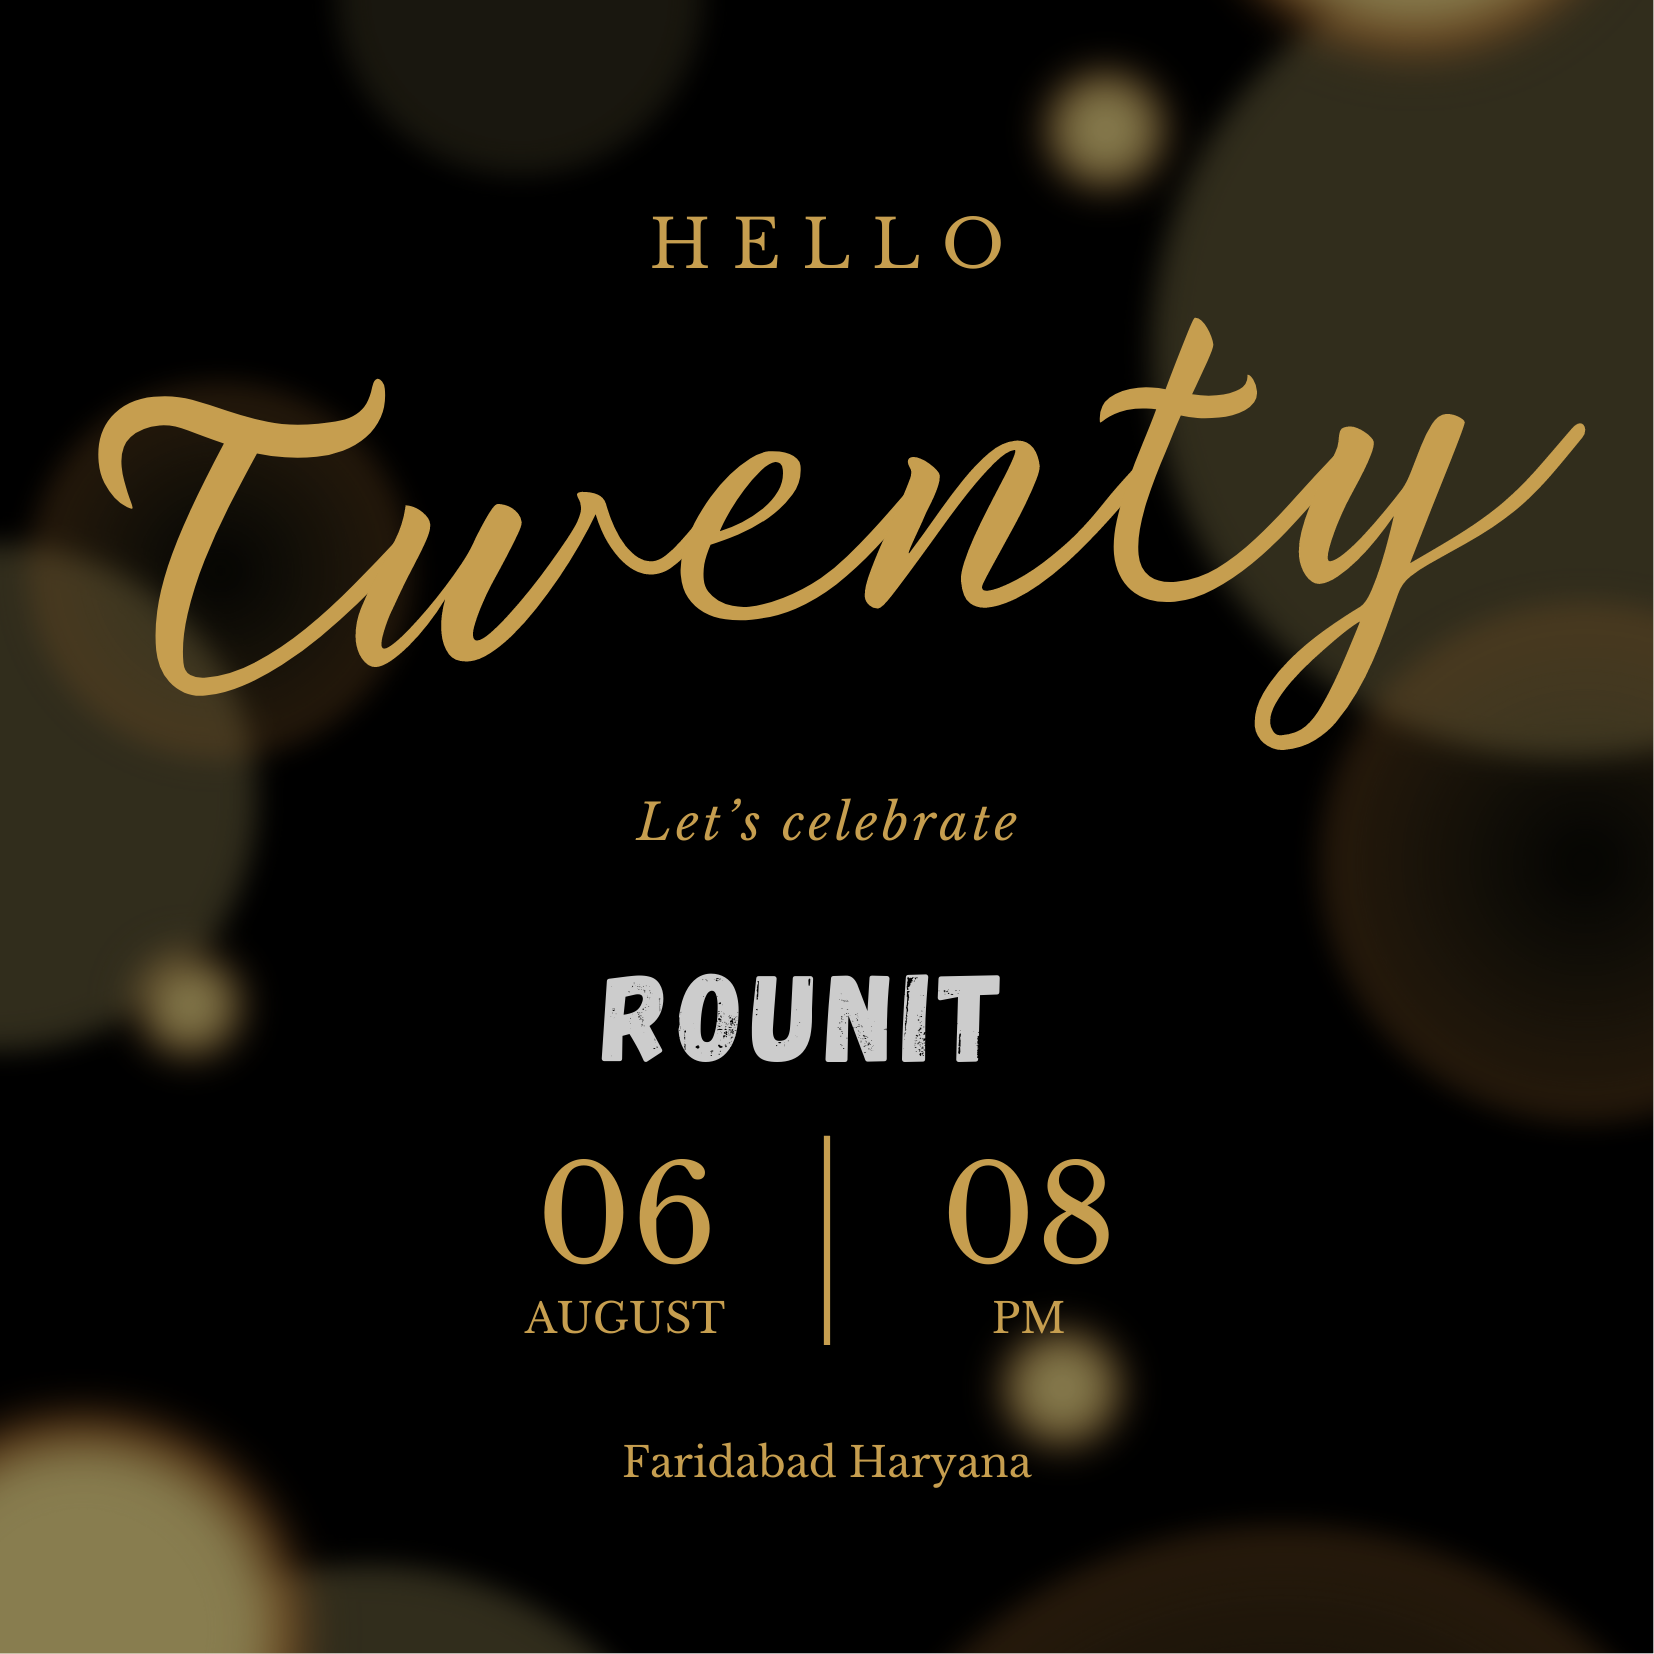 HELLO
Twenty
Let’s celebrate
ROUNIT
06 08
AUGUST PM
Faridabad Haryana